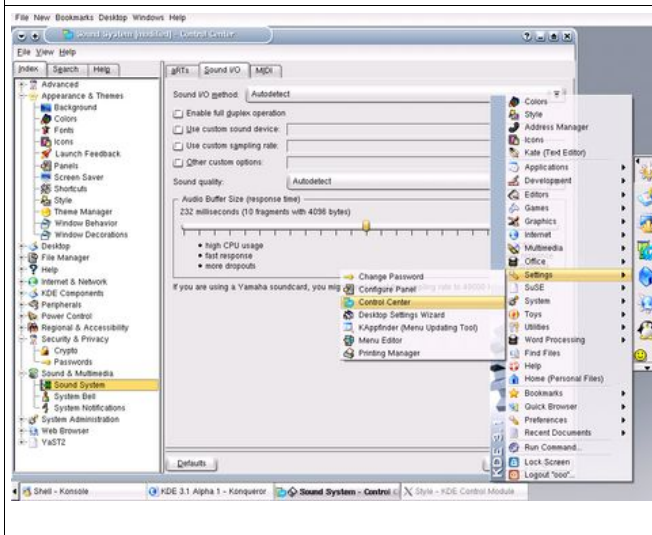 File New Bookmarks Desktop Windows Help
Sound System [modified] - Control Center
File View Help
Index Search Help
Advanced
Appearance & Themes
Background
Colors
Fonts
Icons
Launch Feedback
Panels
Screen Saver
Shortcuts
Style
Theme Manager
Window Behavior
Window Decorations
Desktop
File Manager
Help
Internet & Network
KDE Components
Peripherals
Power Control
Regional & Accessibility
Security & Privacy
Crypto
Passwords
Sound & Multimedia
Sound System
System Bell
System Notifications
System Administration
Web Browser
YaST2
aRTs Sound I/O MIDI
Sound I/O method: Autodetect
Enable full duplex operation
Use custom sound device:
Use custom sampling rate:
Other custom options:
Sound quality: Autodetect
Audio Buffer Size (response time)
232 milliseconds (10 fragments with 4096 bytes)
• high CPU usage
• fast response
• more dropouts
If you are using a Yamaha soundcard, you mig
Defaults
Change Password
Configure Panel
Control Center
Desktop Settings Wizard
KAppfinder (Menu Updating Tool)
Menu Editor
Printing Manager
Colors
Style
Address Manager
Icons
Kate (Text Editor)
Applications
Development
Editors
Games
Graphics
Internet
Multimedia
Office
Settings
SuSE
System
Toys
Utilities
Word Processing
Find Files
Help
Home (Personal Files)
Bookmarks
Quick Browser
Preferences
Recent Documents
Run Command...
Lock Screen
Logout "ooo"...
KDE 3.1
Shell - Konsole
KDE 3.1 Alpha 1 - Konqueror
Sound System - Control C
Style - KDE Control Module